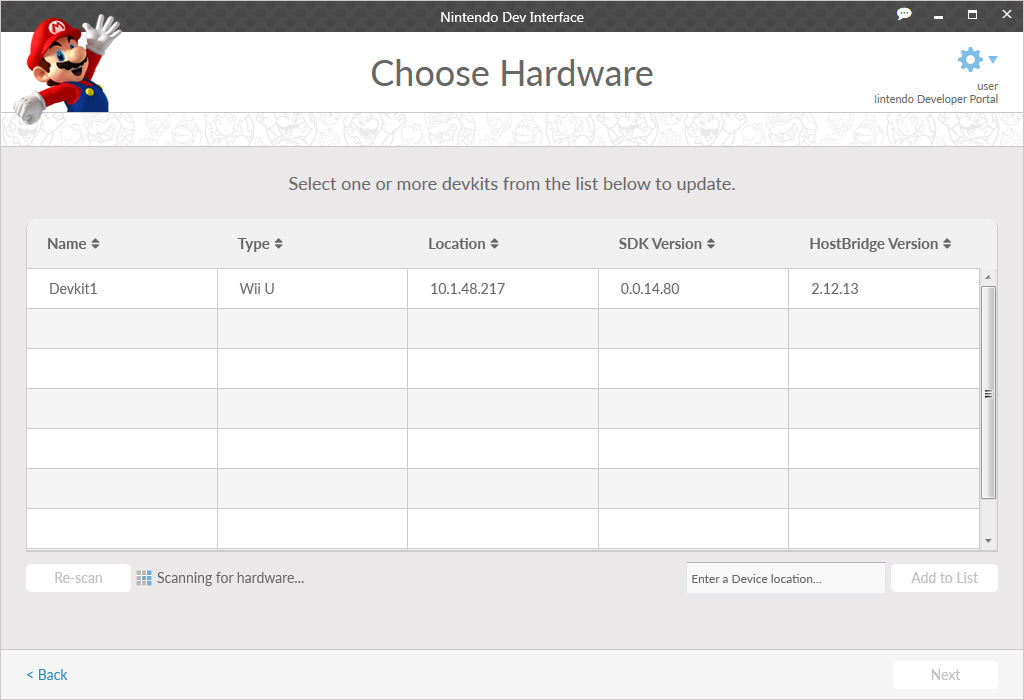 Nintendo Dev Interface
Choose Hardware
user
lintendo Developer Portal
Select one or more devkits from the list below to update.
Name Type Location SDK Version HostBridge Version
Devkit1 Wii U 10.1.48.217 0.0.14.80 2.12.13
Re-scan Scanning for hardware... Enter a Device location... Add to List
< Back Next